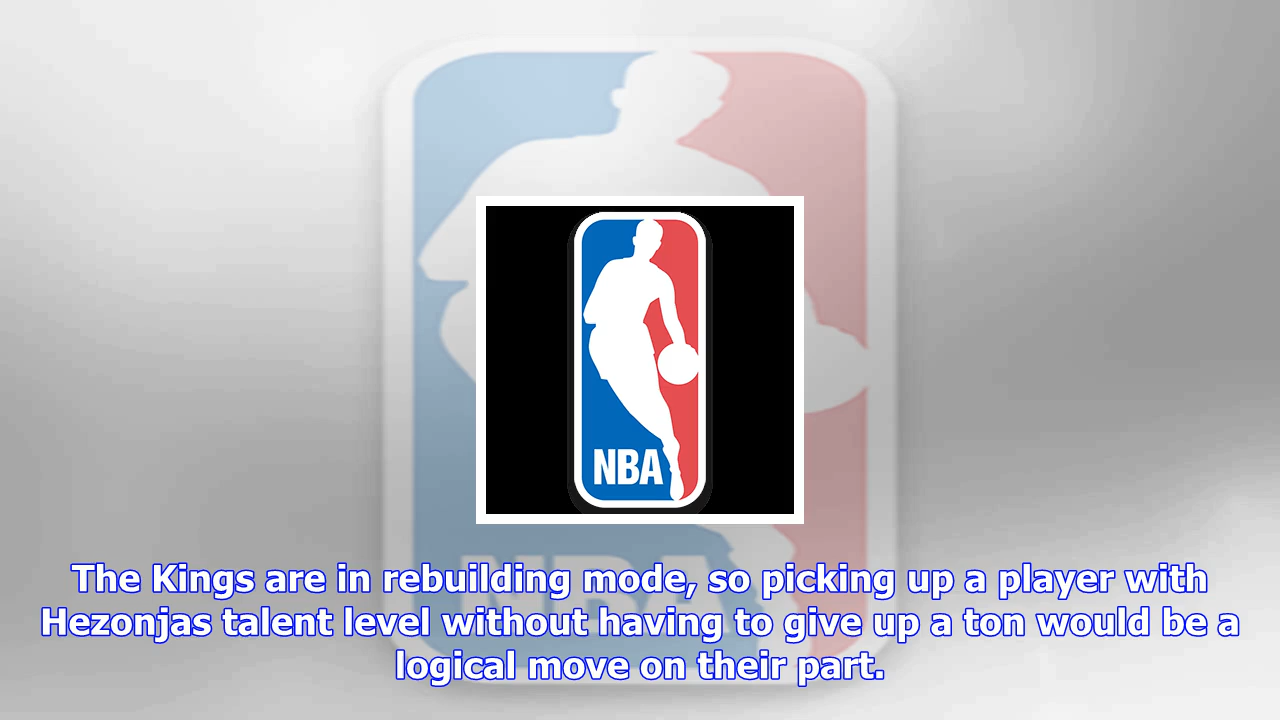 NBA
NBA
The Kings are in rebuilding mode, so picking up a player with
Hezonjas talent level without having to give up a ton would be a
logical move on their part.